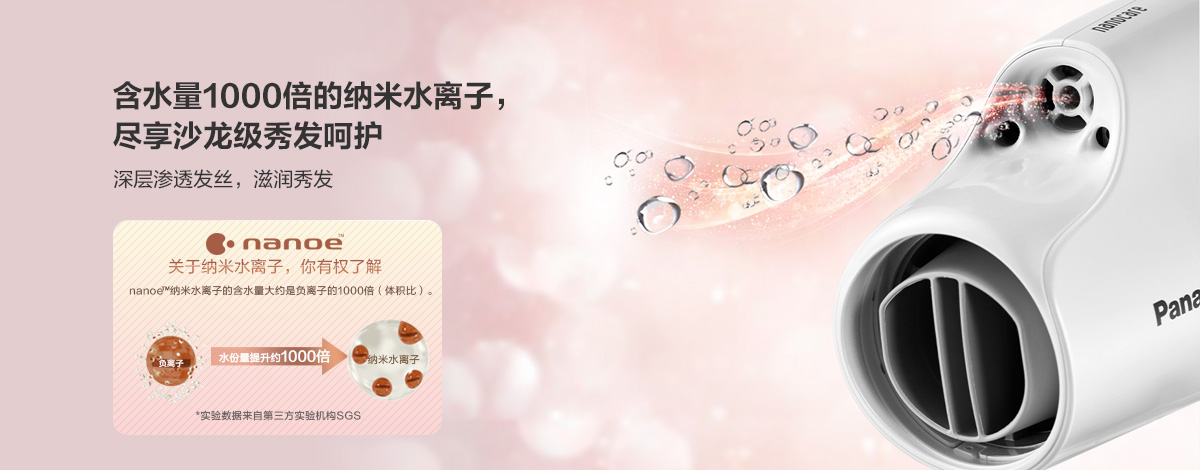 含水量1000倍的纳米水离子，
尽享沙龙级秀发呵护
深层渗透发丝，滋润秀发
nanoe™
关于纳米水离子，你有权了解
nanoe™纳米水离子的含水量大约是负离子的1000倍（体积比）。
负离子
水份量提升约1000倍
纳米水离子
*实验数据来自第三方实验机构SGS
nanocare
Pana